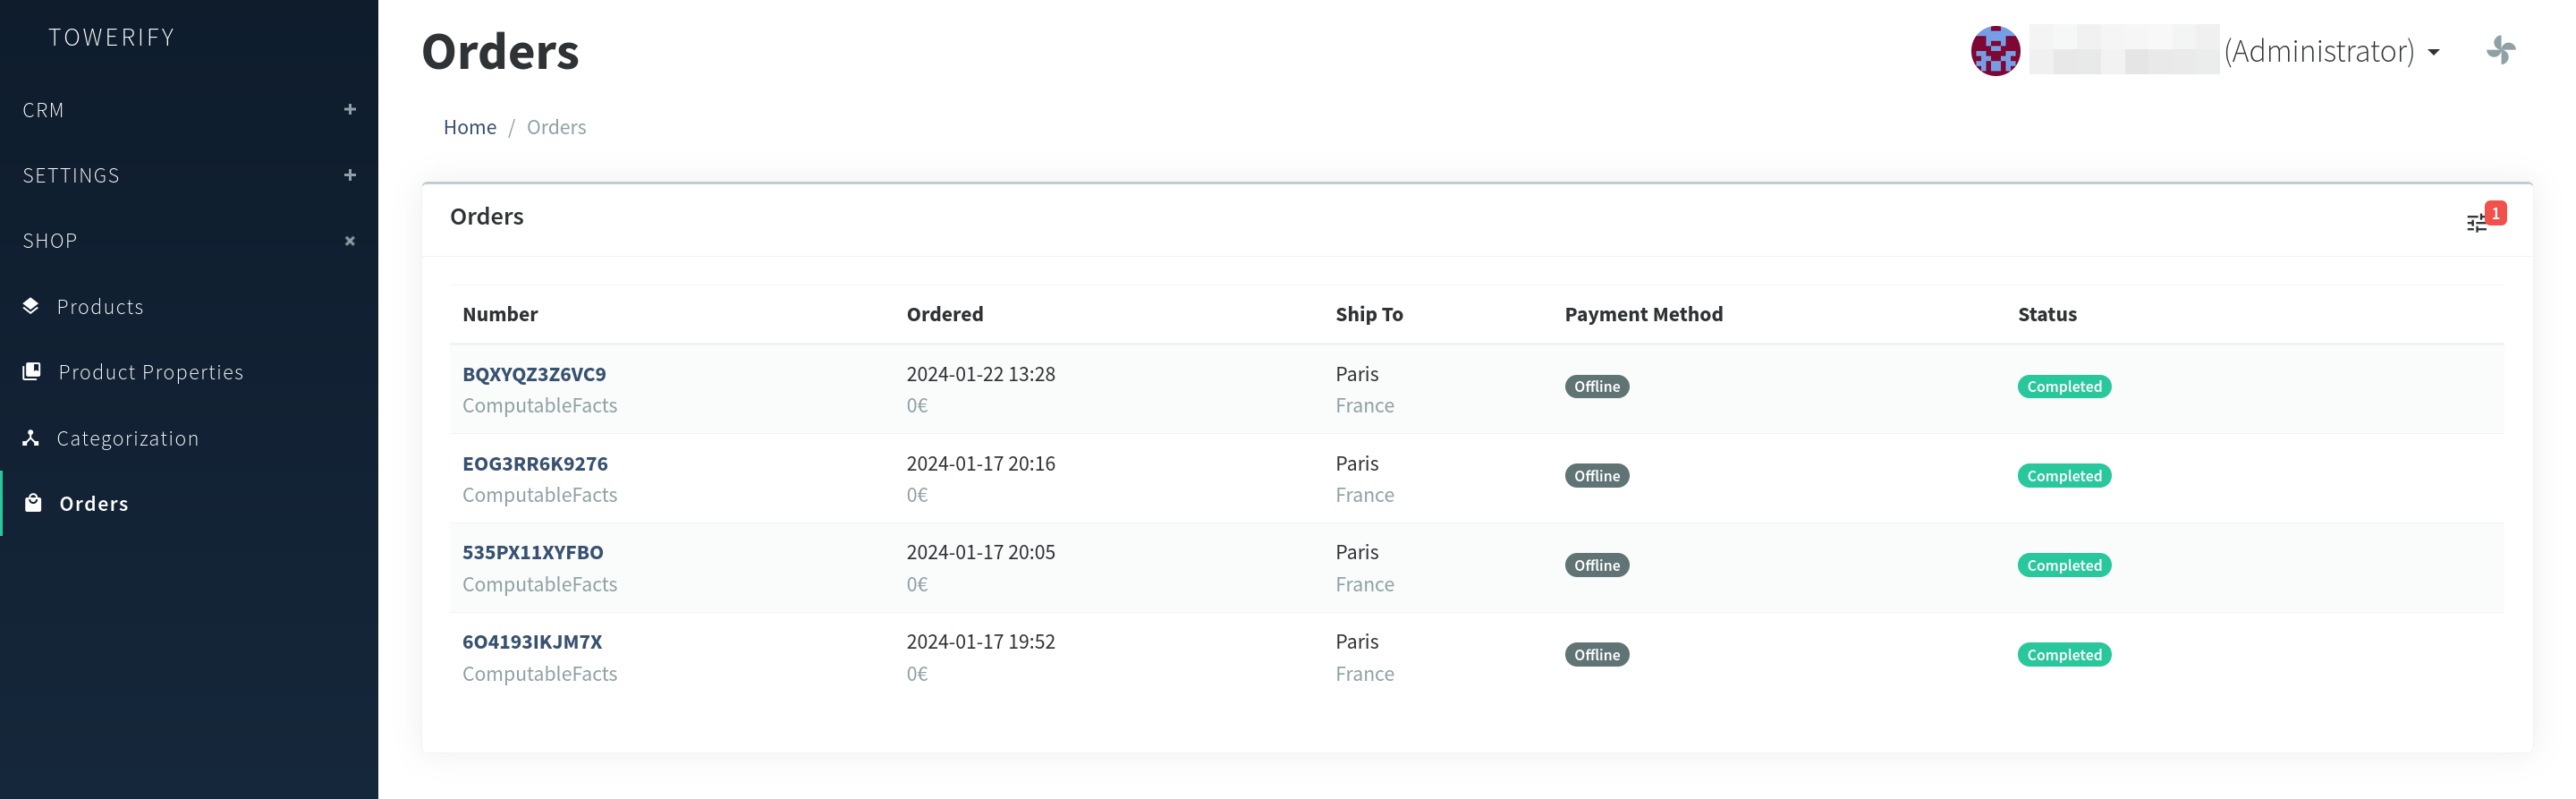 TOWERIFY
CRM
SETTINGS
SHOP
Products
Product Properties
Categorization
Orders
Orders
(Administrator)
Home / Orders
Orders
1
Number Ordered Ship To Payment Method Status
BQXYQZ3Z6VC9 2024-01-22 13:28 Paris Offline Completed
ComputableFacts 0€ France
EOG3RR6K9276 2024-01-17 20:16 Paris Offline Completed
ComputableFacts 0€ France
535PX11XYFBO 2024-01-17 20:05 Paris Offline Completed
ComputableFacts 0€ France
6O4193IKJM7X 2024-01-17 19:52 Paris Offline Completed
ComputableFacts 0€ France